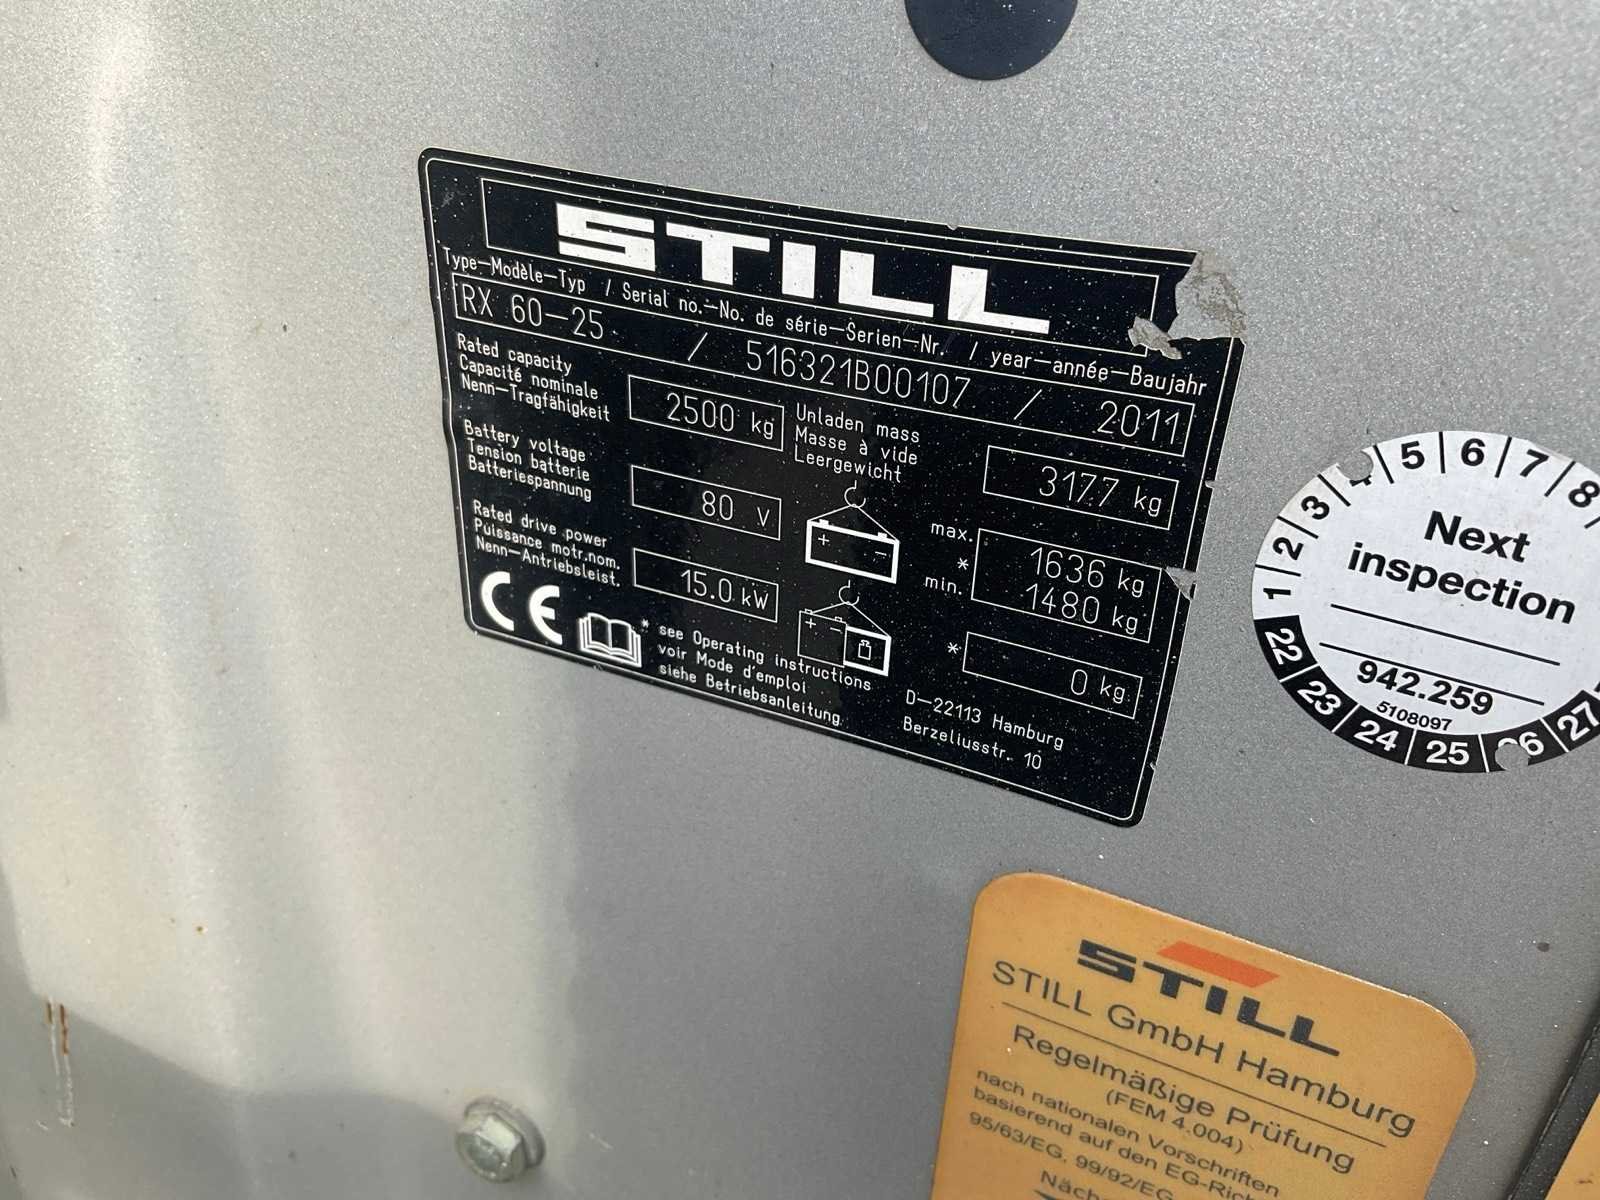 STILL
Type—Modèle—Typ / Serial no.—No. de série—Serien—Nr. / year—année—Baujahr
RX 60—25 / 516321B00107 / 2011
Rated capacity
Capacité nominale
Nenn—Tragfähigkeit
2500 kg
Unladen mass
Masse à vide
Leergewicht
3177 kg
Battery voltage
Tension batterie
Batteriespannung
80 V
max. 1636 kg
*
min. 1480 kg
Rated drive power
Puissance motr.nom.
Nenn—Antriebsleist.
15.0 kW
* 0 kg
CE
* see Operating instructions
voir Mode d'emploi
siehe Betriebsanleitung
D—22113 Hamburg
Berzeliusstr. 10
1 2 3 4 5 6 7 8
Next
inspection
942.259
5108097
22 23 24 25 26 27
STILL
STILL GmbH Hamburg
Regelmäßige Prüfung
(FEM 4.004)
nach nationalen Vorschriften
basierend auf den EG-Rich
95/63/EG, 99/92/EG
Näch